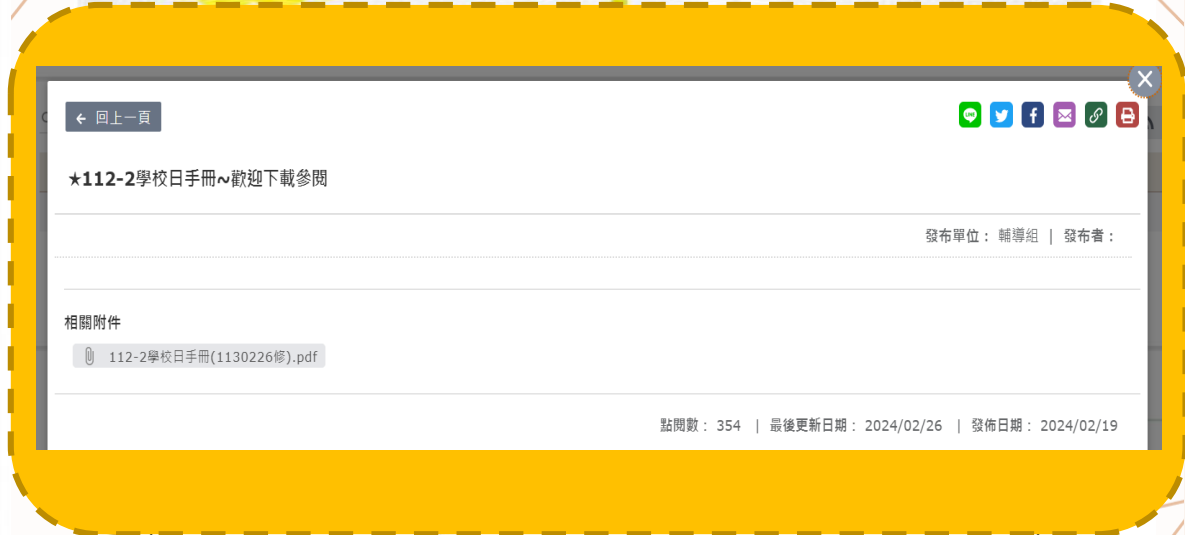 ← 回上一頁
★112-2學校日手冊~歡迎下載參閱
發布單位： 輔導組 | 發布者：
相關附件
112-2學校日手冊(1130226修).pdf
點閱數： 354 | 最後更新日期： 2024/02/26 | 發佈日期： 2024/02/19